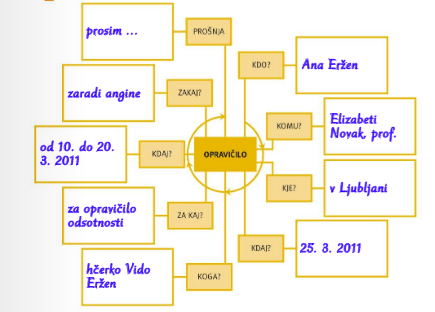 prosim ...
PROŠNJA
KDO?
Ana Eržen
zaradi angine
ZAKAJ?
KOMU?
Elizabeti
Novak, prof.
od 10. do 20.
3. 2011
KDAJ?
OPRAVIČILO
KJE?
v Ljubljani
za opravičilo
odsotnosti
ZA KAJ?
KDAJ?
25. 3. 2011
hčerko Vido
Eržen
KOGA?